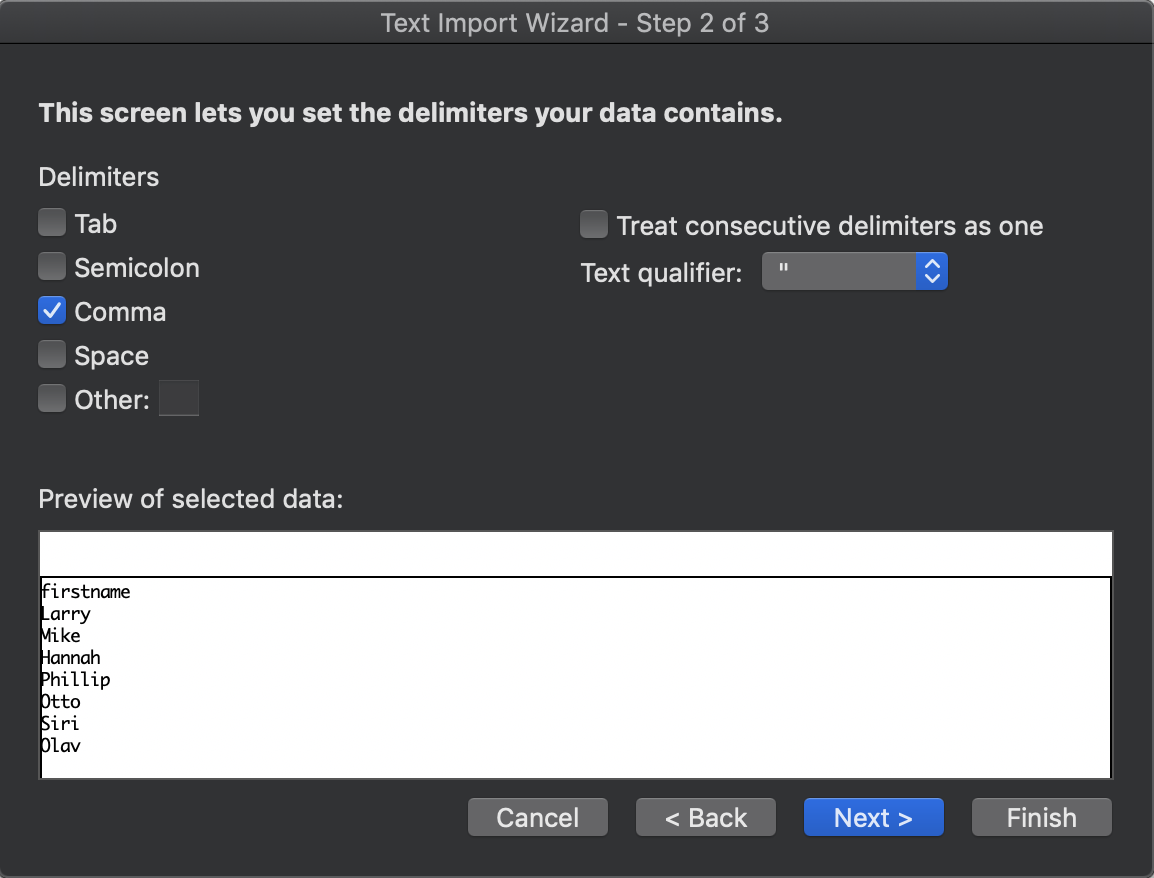 Text Import Wizard - Step 2 of 3
This screen lets you set the delimiters your data contains.
Delimiters
Tab
Semicolon
Comma
Space
Other:
Treat consecutive delimiters as one
Text qualifier: "
Preview of selected data:
firstname
Larry
Mike
Hannah
Phillip
Otto
Siri
Olav
Cancel
< Back
Next >
Finish